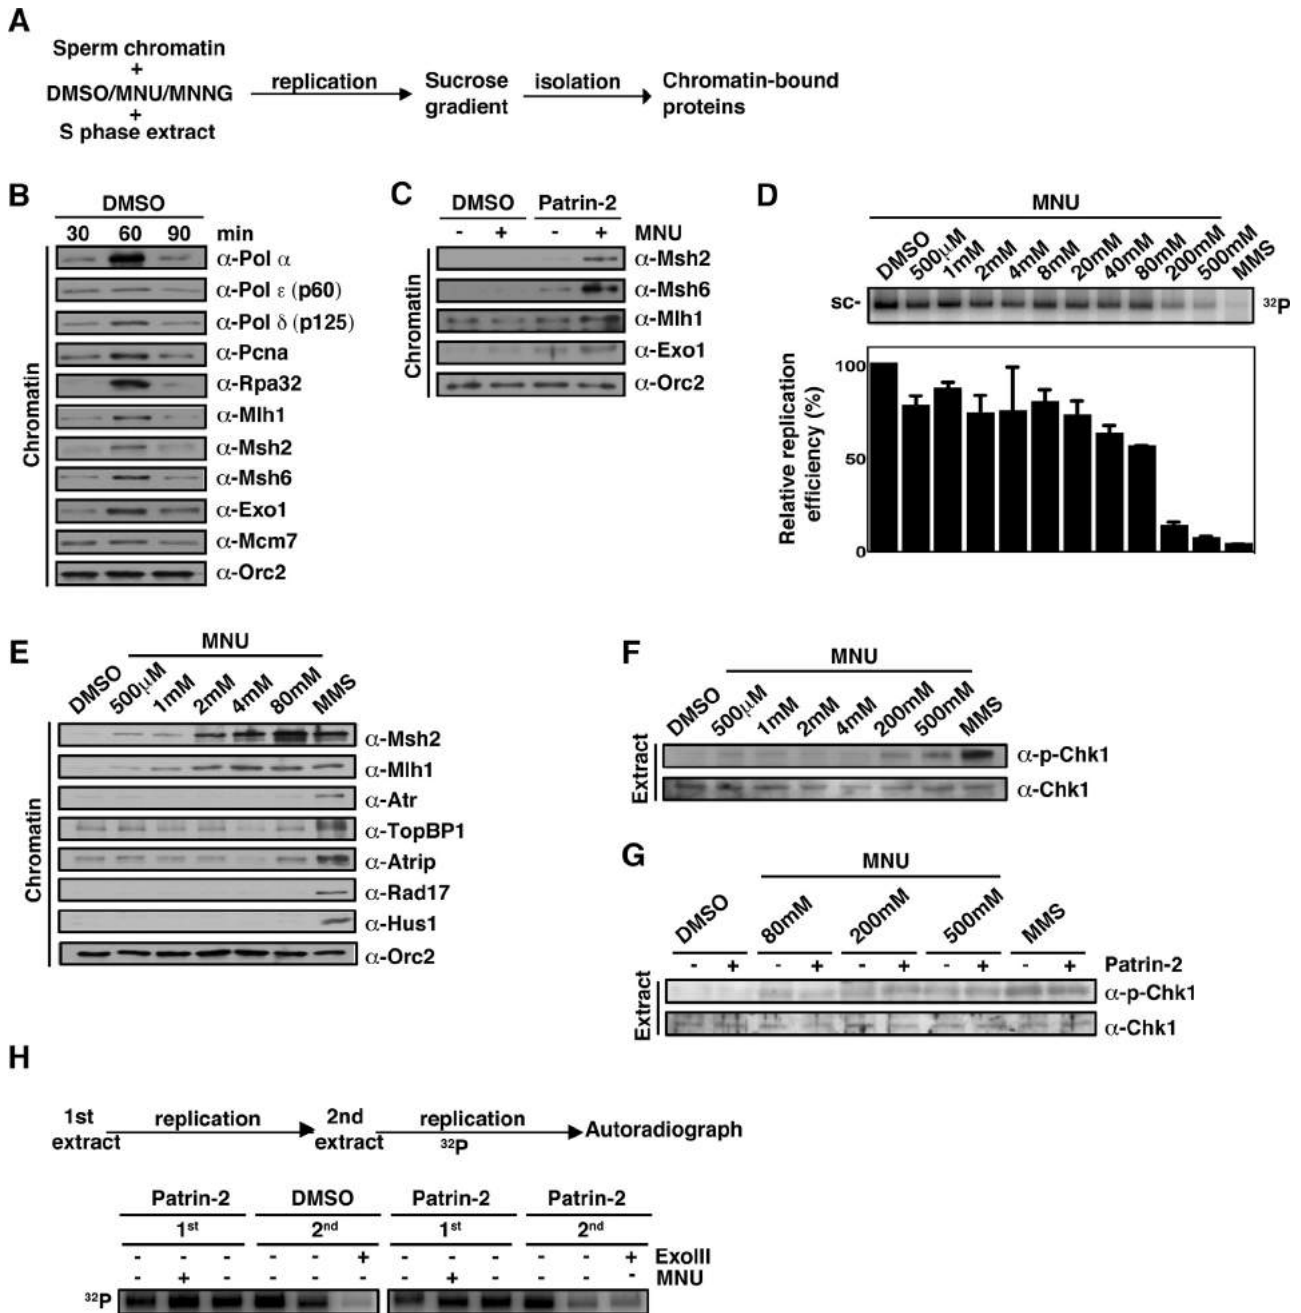 A
Sperm chromatin
+
DMSO/MNU/MNNG
+
S phase extract
replication
Sucrose
gradient
isolation
Chromatin-bound
proteins
B
DMSO
30 60 90 min
Chromatin
α-Pol α
α-Pol ε (p60)
α-Pol δ (p125)
α-Pcna
α-Rpa32
α-Mlh1
α-Msh2
α-Msh6
α-Exo1
α-Mcm7
α-Orc2
C
DMSO Patrin-2
- + - + MNU
Chromatin
α-Msh2
α-Msh6
α-Mlh1
α-Exo1
α-Orc2
D
MNU
DMSO 500μM 1mM 2mM 4mM 8mM 20mM 40mM 80mM 200mM 500mM MMS
sc- ³²P
Relative replication
efficiency (%)
100
50
0
E
MNU
DMSO 500μM 1mM 2mM 4mM 80mM MMS
Chromatin
α-Msh2
α-Mlh1
α-Atr
α-TopBP1
α-Atrip
α-Rad17
α-Hus1
α-Orc2
F
MNU
DMSO 500μM 1mM 2mM 4mM 200mM 500mM MMS
Extract
α-p-Chk1
α-Chk1
G
MNU
DMSO 80mM 200mM 500mM MMS
- + - + - + - + - + Patrin-2
Extract
α-p-Chk1
α-Chk1
H
1st
extract
replication
2nd
extract
replication
³²P
Autoradiograph
Patrin-2 DMSO Patrin-2 Patrin-2
1st 2nd 1st 2nd
- - - - - + - - - - - + ExoIII
- + - - - - - + - - - - MNU
³²P